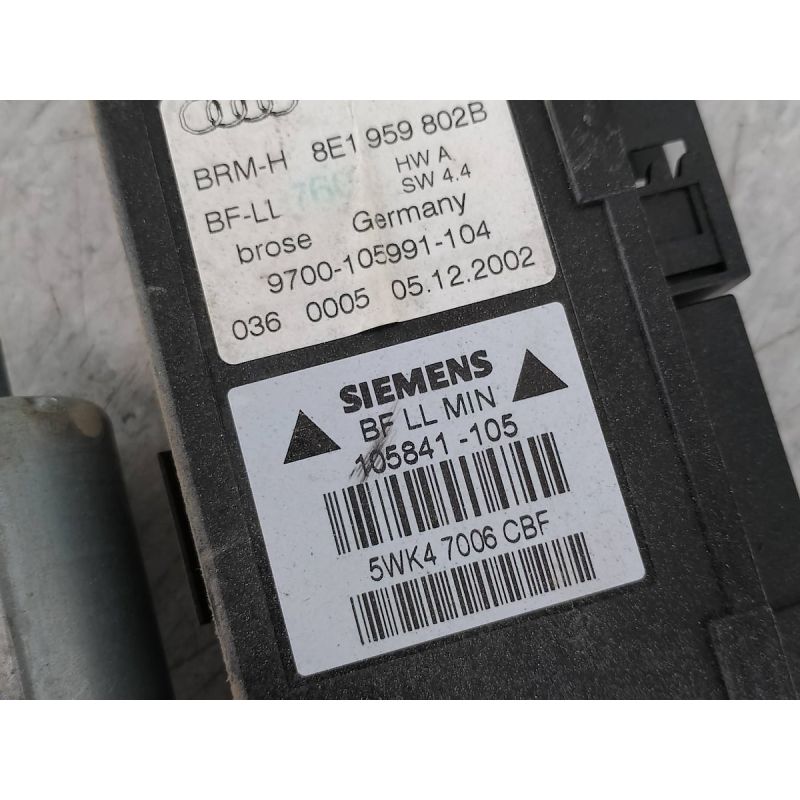 BRM-H 8E1 959 802B
BF-LL 760 HW A
SW 4.4
brose Germany
9700-105991-104
036 0005 05.12.2002
SIEMENS
BF LL MIN
105841-105
5WK4 7006 CBF